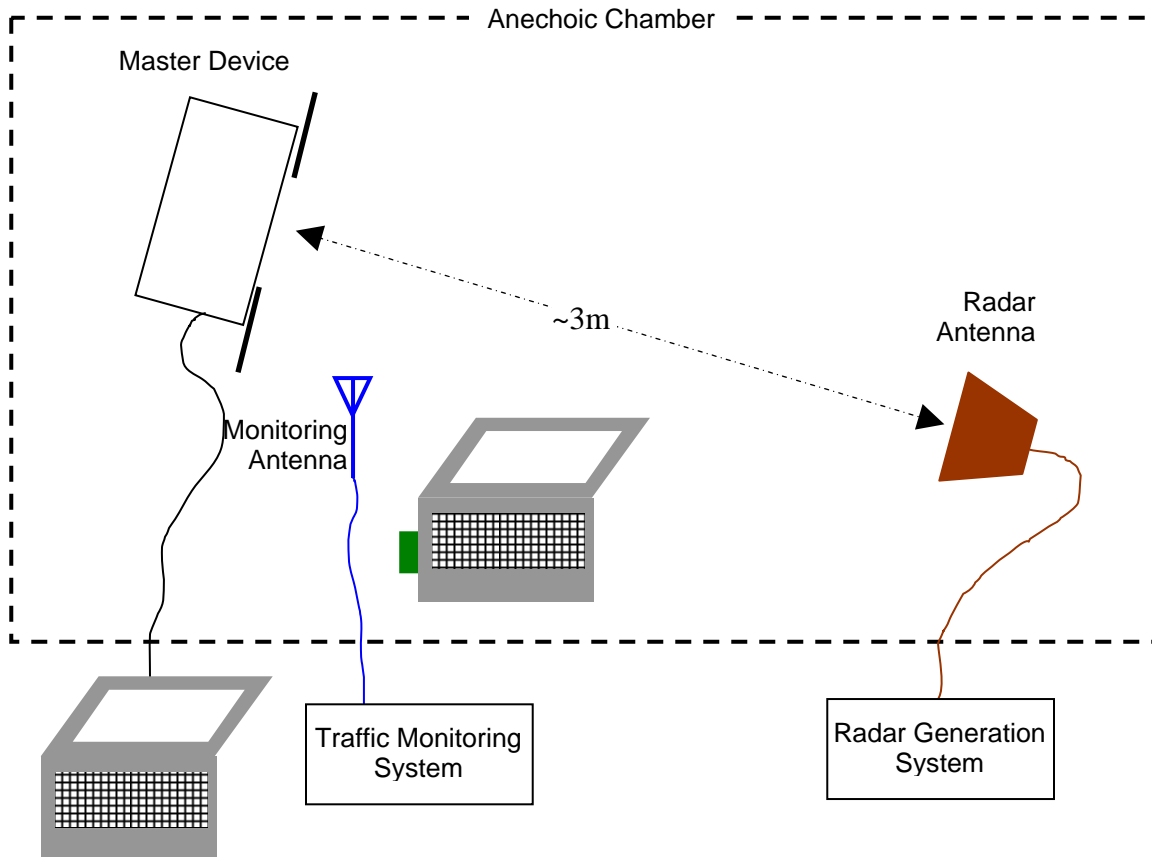 Anechoic Chamber
Master Device
~3m
Radar
Antenna
Monitoring
Antenna
Traffic Monitoring
System
Radar Generation
System